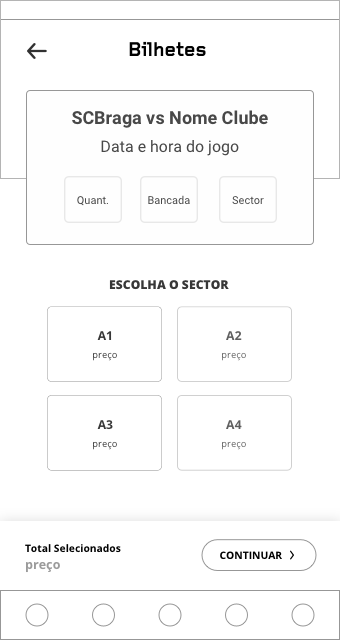 Bilhetes
SCBraga vs Nome Clube
Data e hora do jogo
Quant. Bancada Sector
ESCOLHA O SECTOR
A1 A2
preço preço
A3 A4
preço preço
Total Selecionados
preço
CONTINUAR